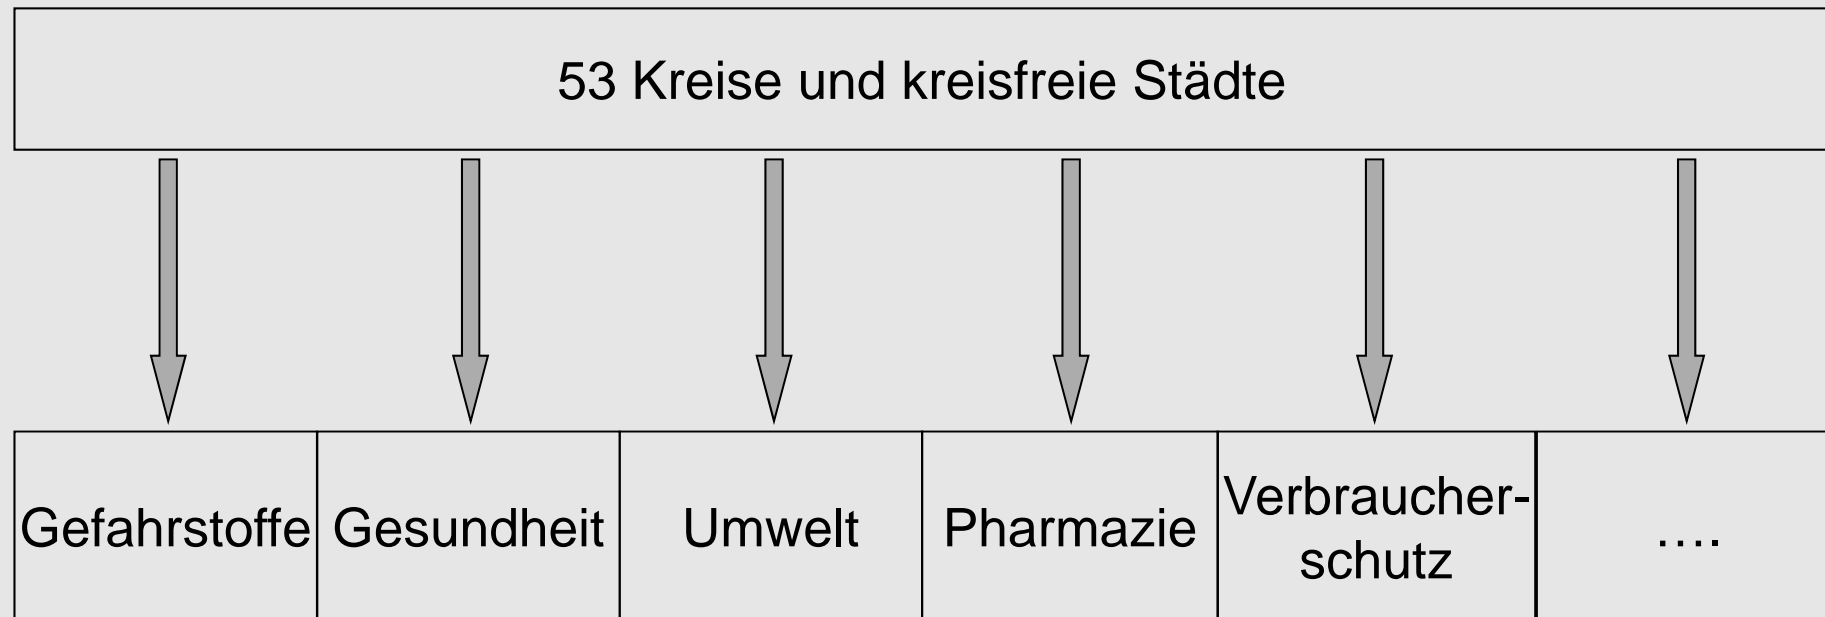 53 Kreise und kreisfreie Städte
Gefahrstoffe
Gesundheit
Umwelt
Pharmazie
Verbraucher-
schutz
....